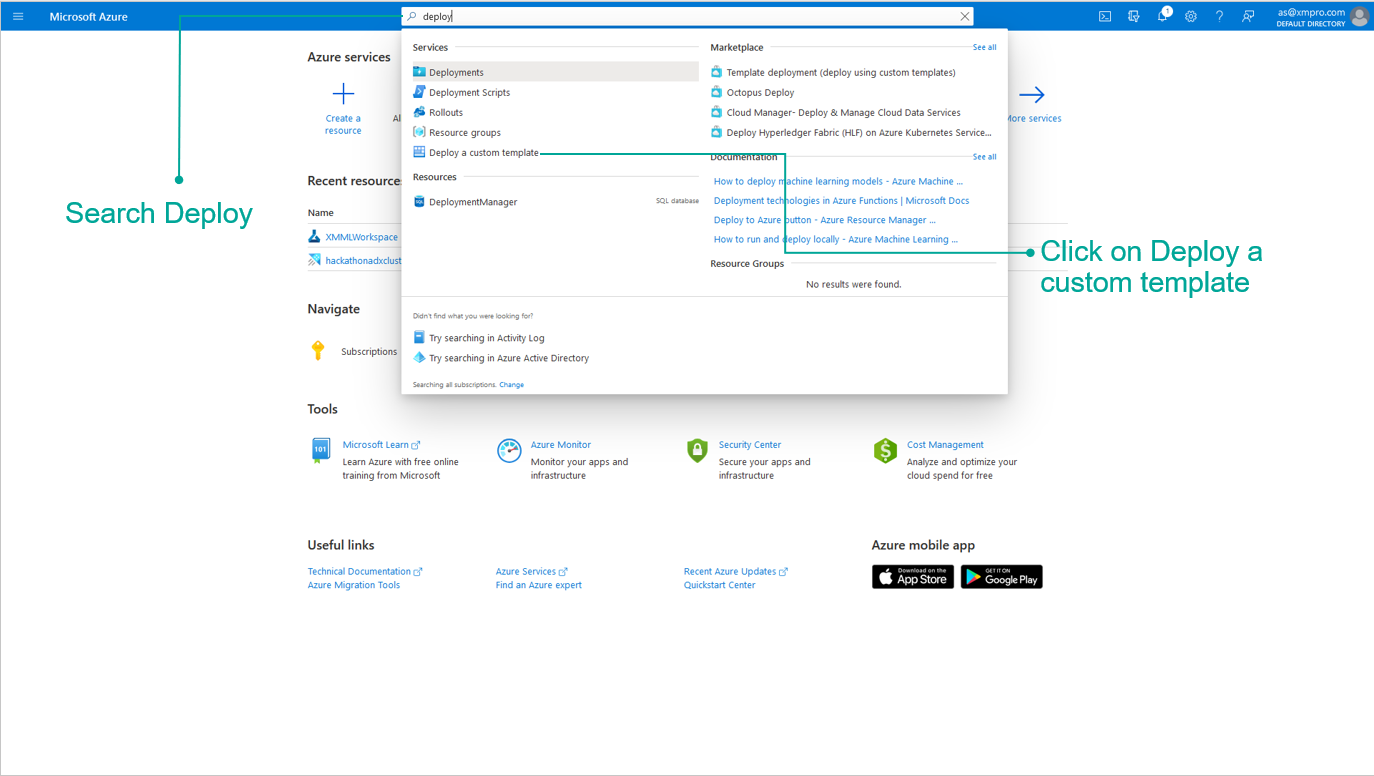 Microsoft Azure
deploy
1
as@xmpro.com
DEFAULT DIRECTORY
Azure services
Create a
resource
Al
More services
Services
Deployments
Deployment Scripts
Rollouts
Resource groups
Deploy a custom template
Resources
DeploymentManager
SQL database
Marketplace
See all
Template deployment (deploy using custom templates)
Octopus Deploy
Cloud Manager- Deploy & Manage Cloud Data Services
Deploy Hyperledger Fabric (HLF) on Azure Kubernetes Service...
Documentation
See all
How to deploy machine learning models - Azure Machine ...
Deployment technologies in Azure Functions | Microsoft Docs
Deploy to Azure button - Azure Resource Manager ...
How to run and deploy locally - Azure Machine Learning ...
Resource Groups
No results were found.
Didn't find what you were looking for?
Try searching in Activity Log
Try searching in Azure Active Directory
Searching all subscriptions. Change
Search Deploy
Click on Deploy a
custom template
Recent resources
Name
XMMLWorkspace
hackathonadxclust
Navigate
Subscriptions
Tools
101
Microsoft Learn
Learn Azure with free online
training from Microsoft
Azure Monitor
Monitor your apps and
infrastructure
Security Center
Secure your apps and
infrastructure
Cost Management
Analyze and optimize your
cloud spend for free
Useful links
Technical Documentation
Azure Services
Recent Azure Updates
Azure Migration Tools
Find an Azure expert
Quickstart Center
Azure mobile app
Download on the
App Store
GET IT ON
Google Play